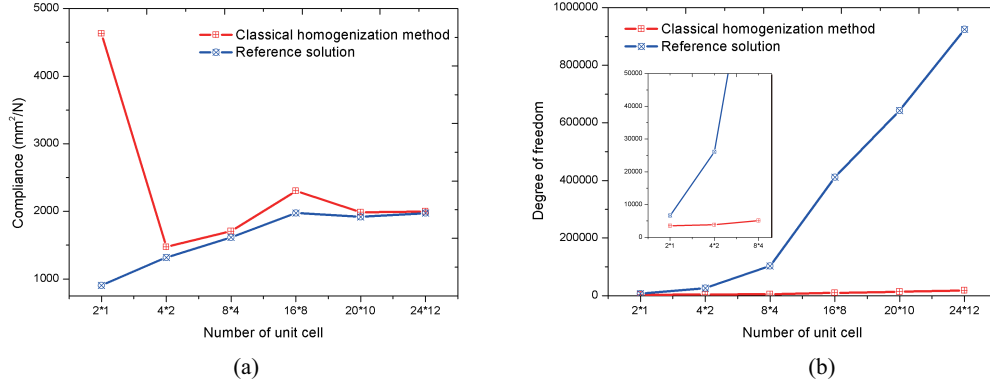 5000
4000
3000
2000
1000
Compliance (mm²/N)
Classical homogenization method
Reference solution
2*1 4*2 8*4 16*8 20*10 24*12
Number of unit cell
(a)
1000000
800000
600000
400000
200000
0
Degree of freedom
Classical homogenization method
Reference solution
50000
40000
30000
20000
10000
0
2*1 4*2 8*4
2*1 4*2 8*4 16*8 20*10 24*12
Number of unit cell
(b)